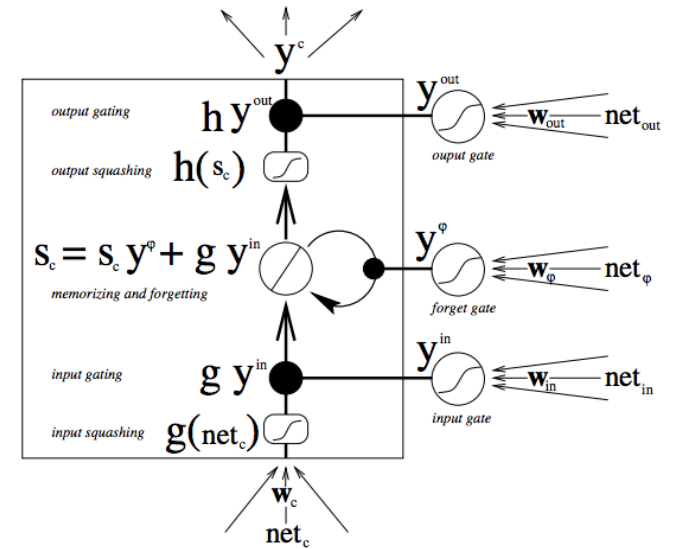 y^c
output gating
h y^out
y^out
w_out
net_out
ouput gate
output squashing
h(s_c)
s_c = s_c y^φ + g y^in
memorizing and forgetting
y^φ
w_φ
net_φ
forget gate
input gating
g y^in
y^in
w_in
net_in
input gate
input squashing
g(net_c)
w_c
net_c